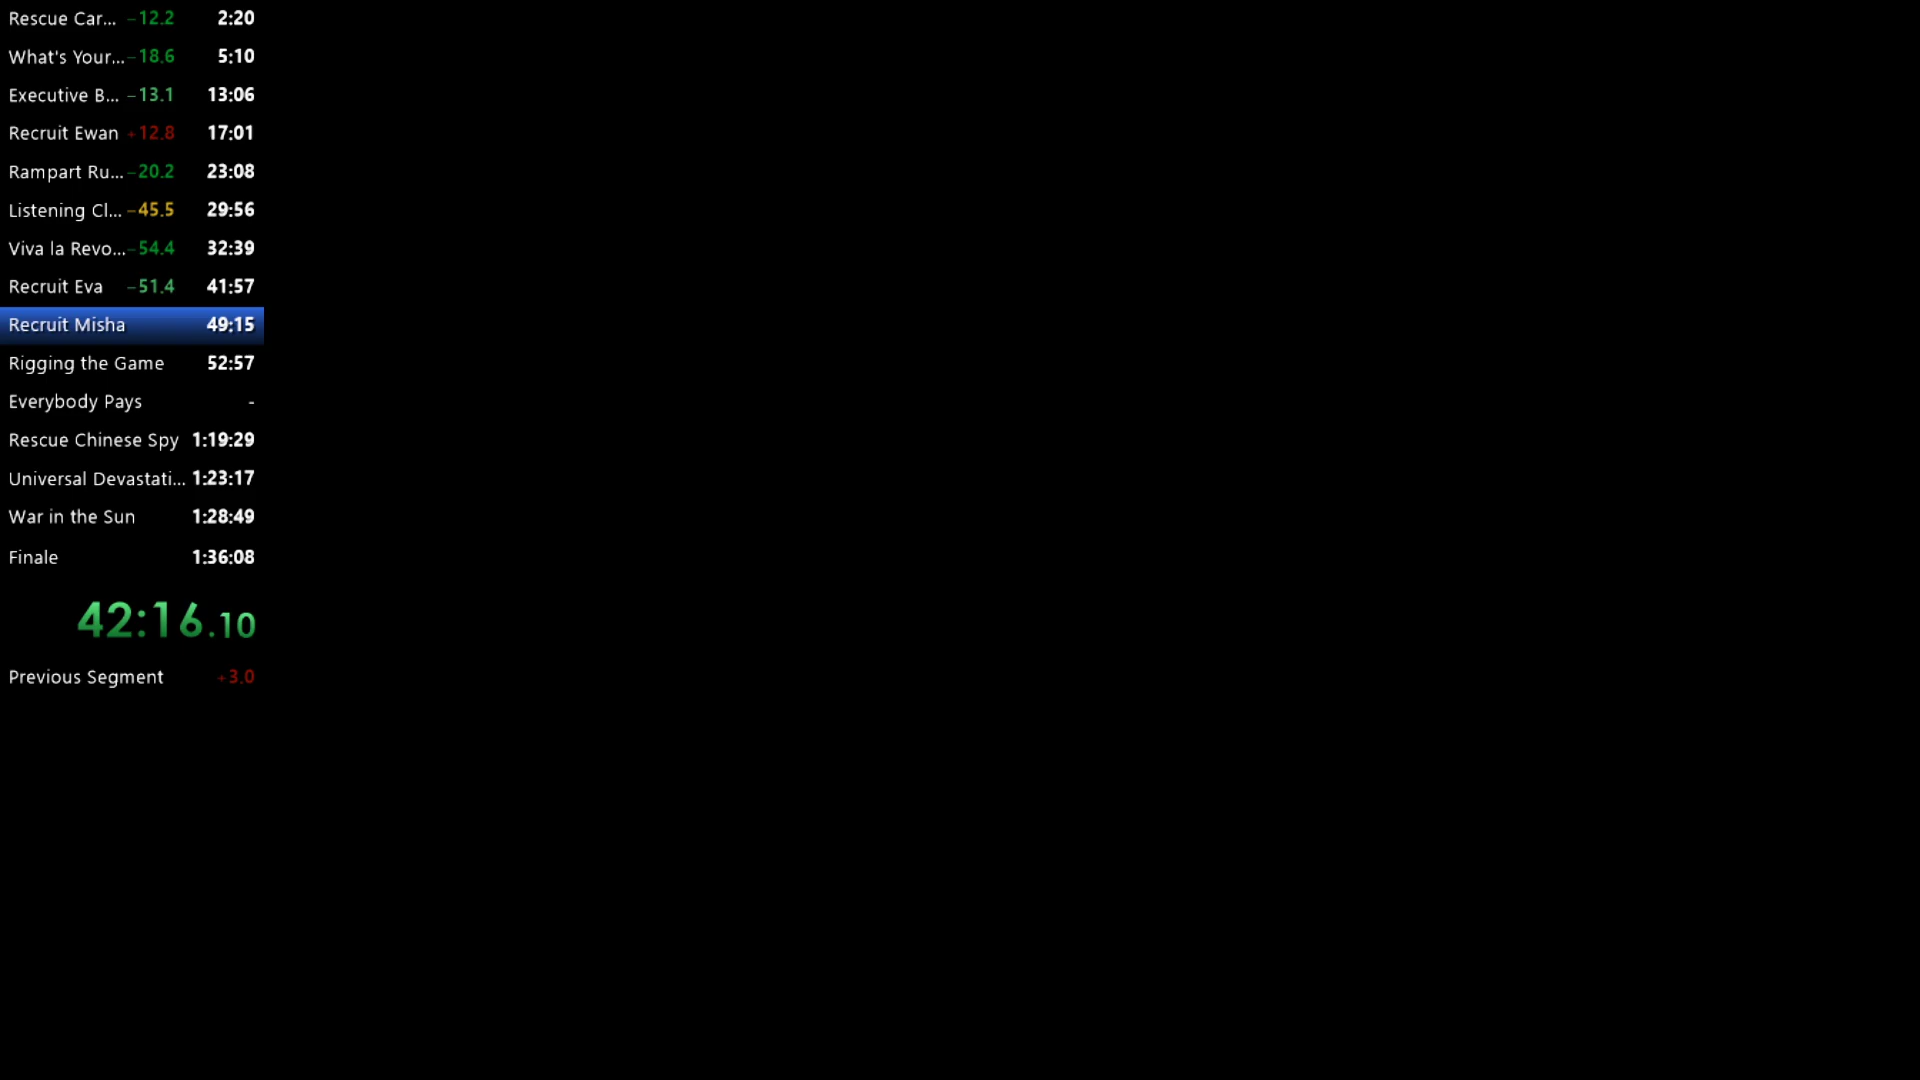 Rescue Car... -12.2 2:20
What's Your... -18.6 5:10
Executive B... -13.1 13:06
Recruit Ewan +12.8 17:01
Rampart Ru... -20.2 23:08
Listening Cl... -45.5 29:56
Viva la Revo... -54.4 32:39
Recruit Eva -51.4 41:57
Recruit Misha 49:15
Rigging the Game 52:57
Everybody Pays -
Rescue Chinese Spy 1:19:29
Universal Devastati... 1:23:17
War in the Sun 1:28:49
Finale 1:36:08
42:16.10
Previous Segment +3.0